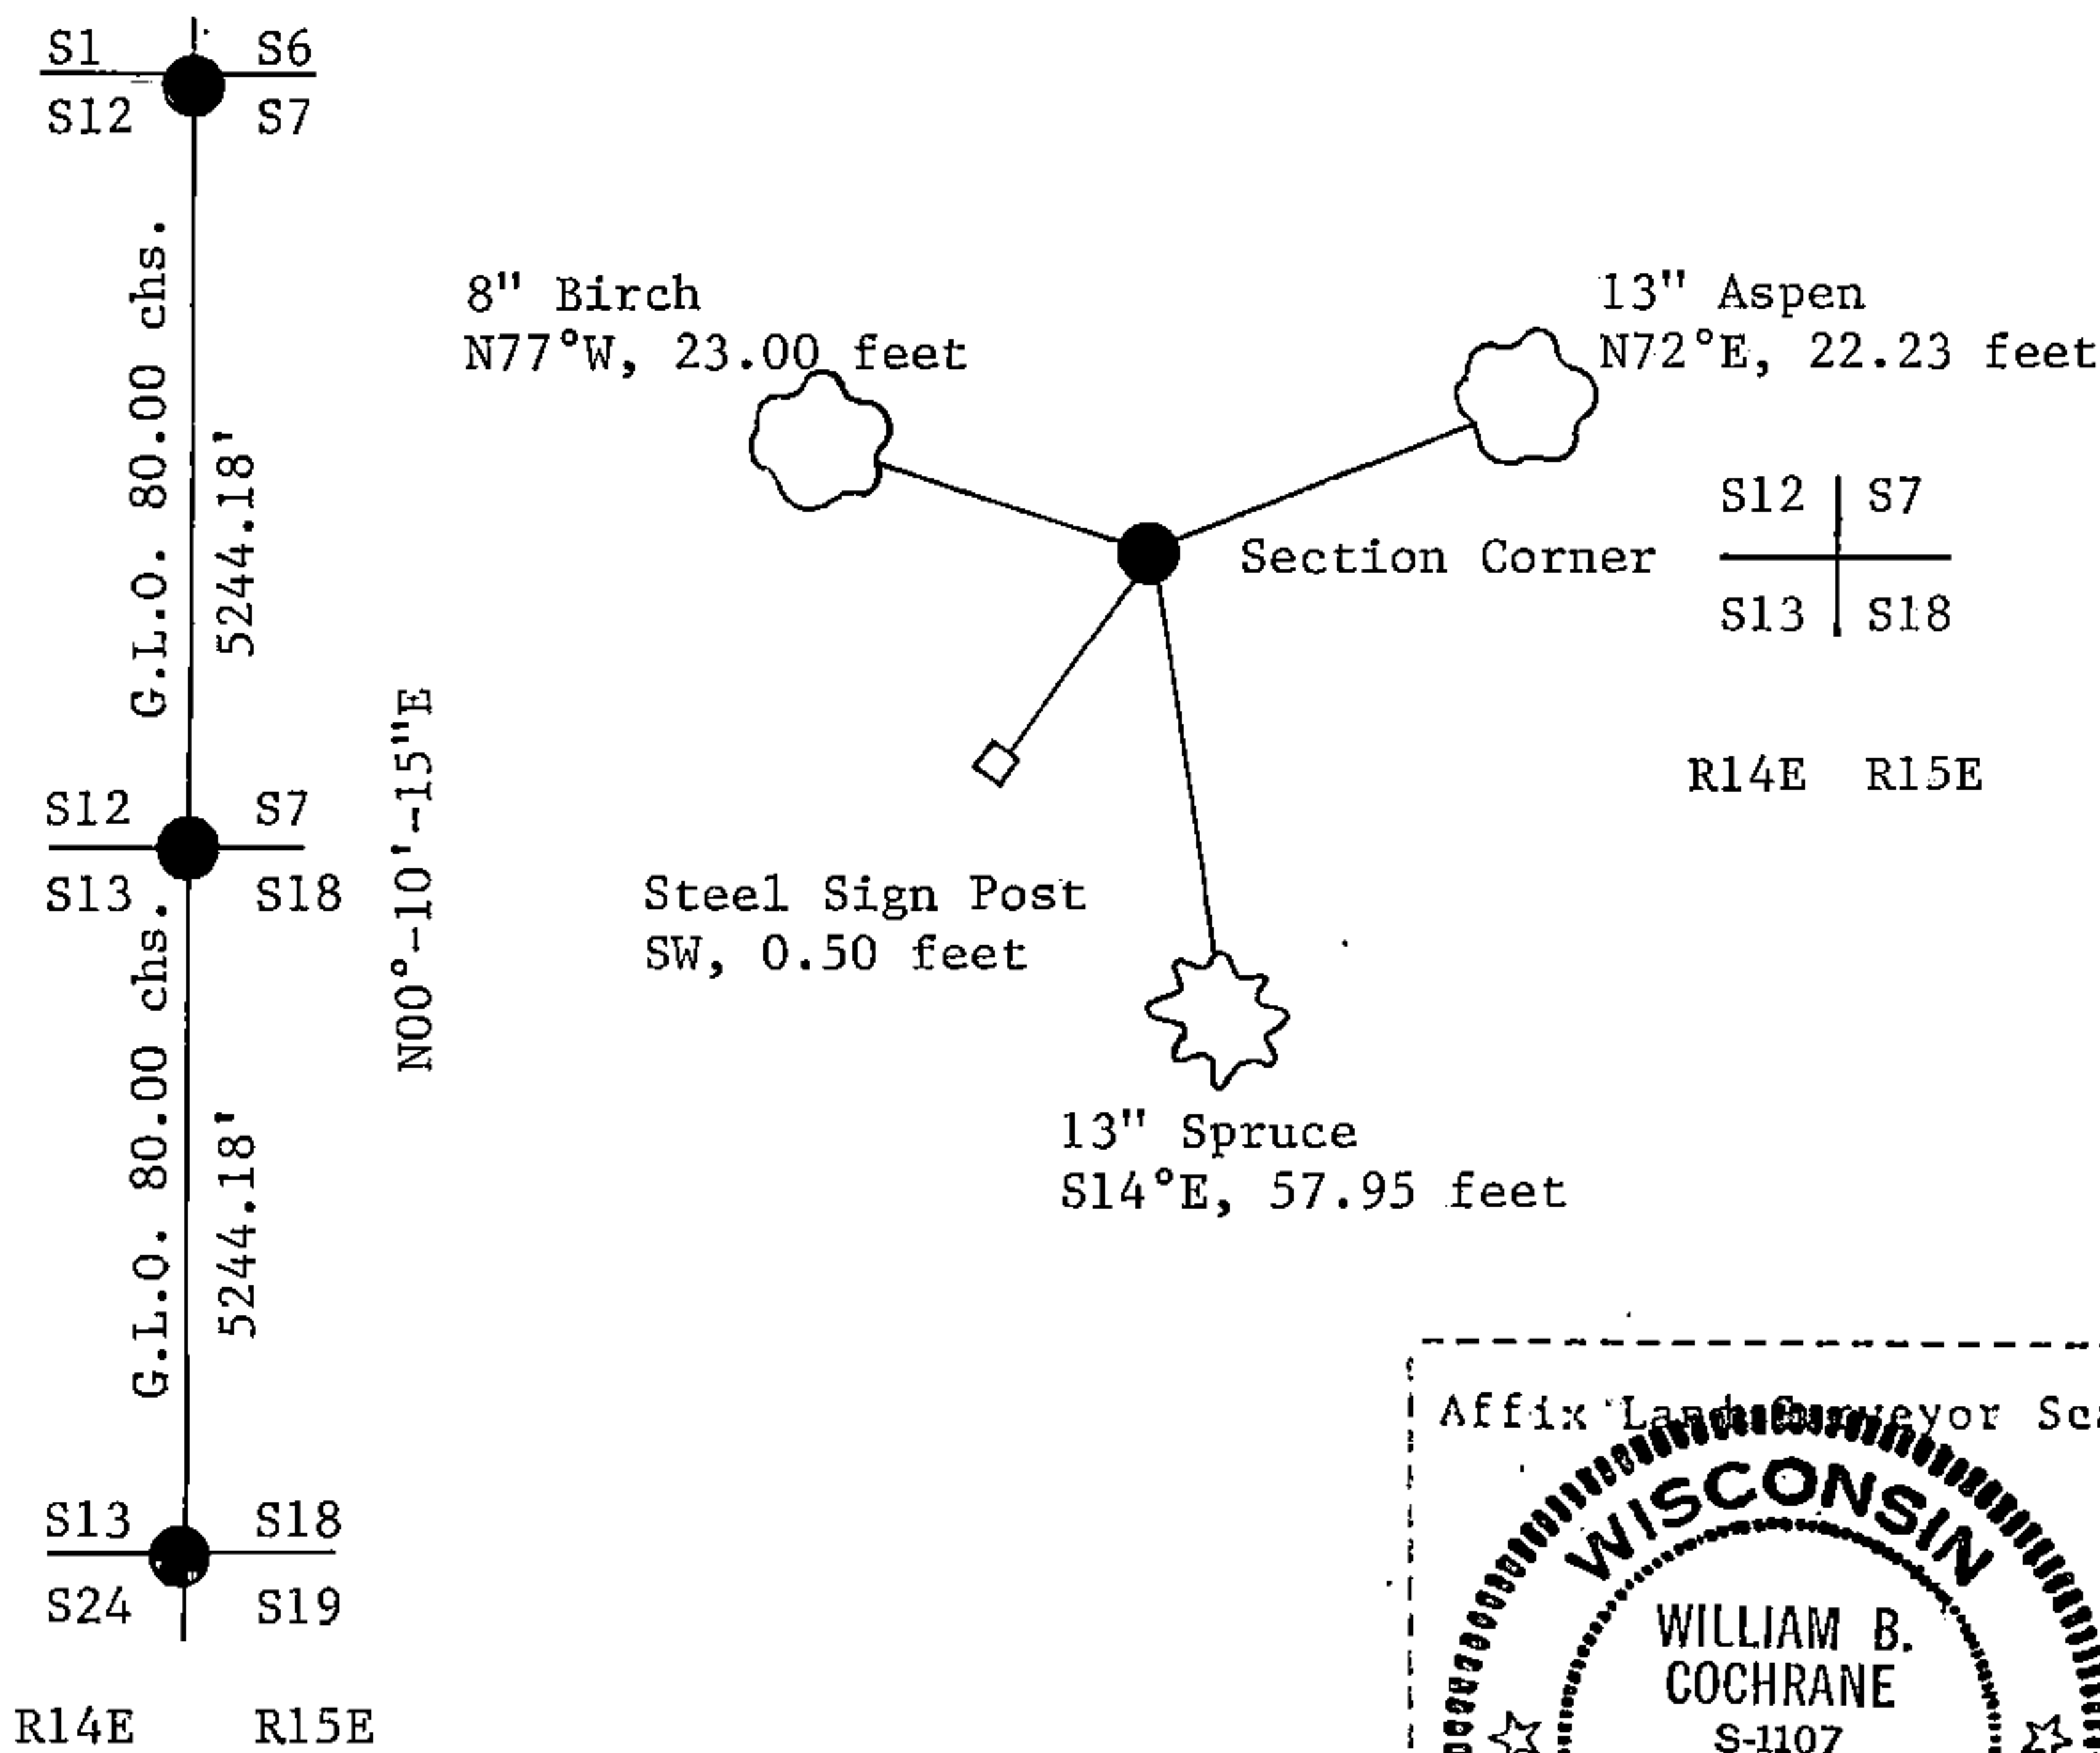 S1 S6
S12 S7
G.L.O. 80.00 chs.
5244.18'
S12 S7
S13 S18
N00°-10'-15"E
G.L.O. 80.00 chs.
5244.18'
S13 S18
S24 S19
R14E R15E
8" Birch
N77°W, 23.00 feet
13" Aspen
N72°E, 22.23 feet
Section Corner
S12 S7
S13 S18
R14E R15E
Steel Sign Post
SW, 0.50 feet
13" Spruce
S14°E, 57.95 feet
Affix Land Surveyor
WISCONSIN
WILLIAM B.
COCHRANE
S-1107